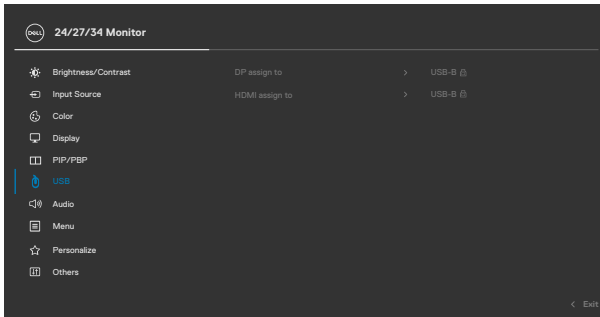 DELL 24/27/34 Monitor
Brightness/Contrast DP assign to > USB-B
Input Source HDMI assign to > USB-B
Color
Display
PIP/PBP
USB
Audio
Menu
Personalize
Others
< Exit